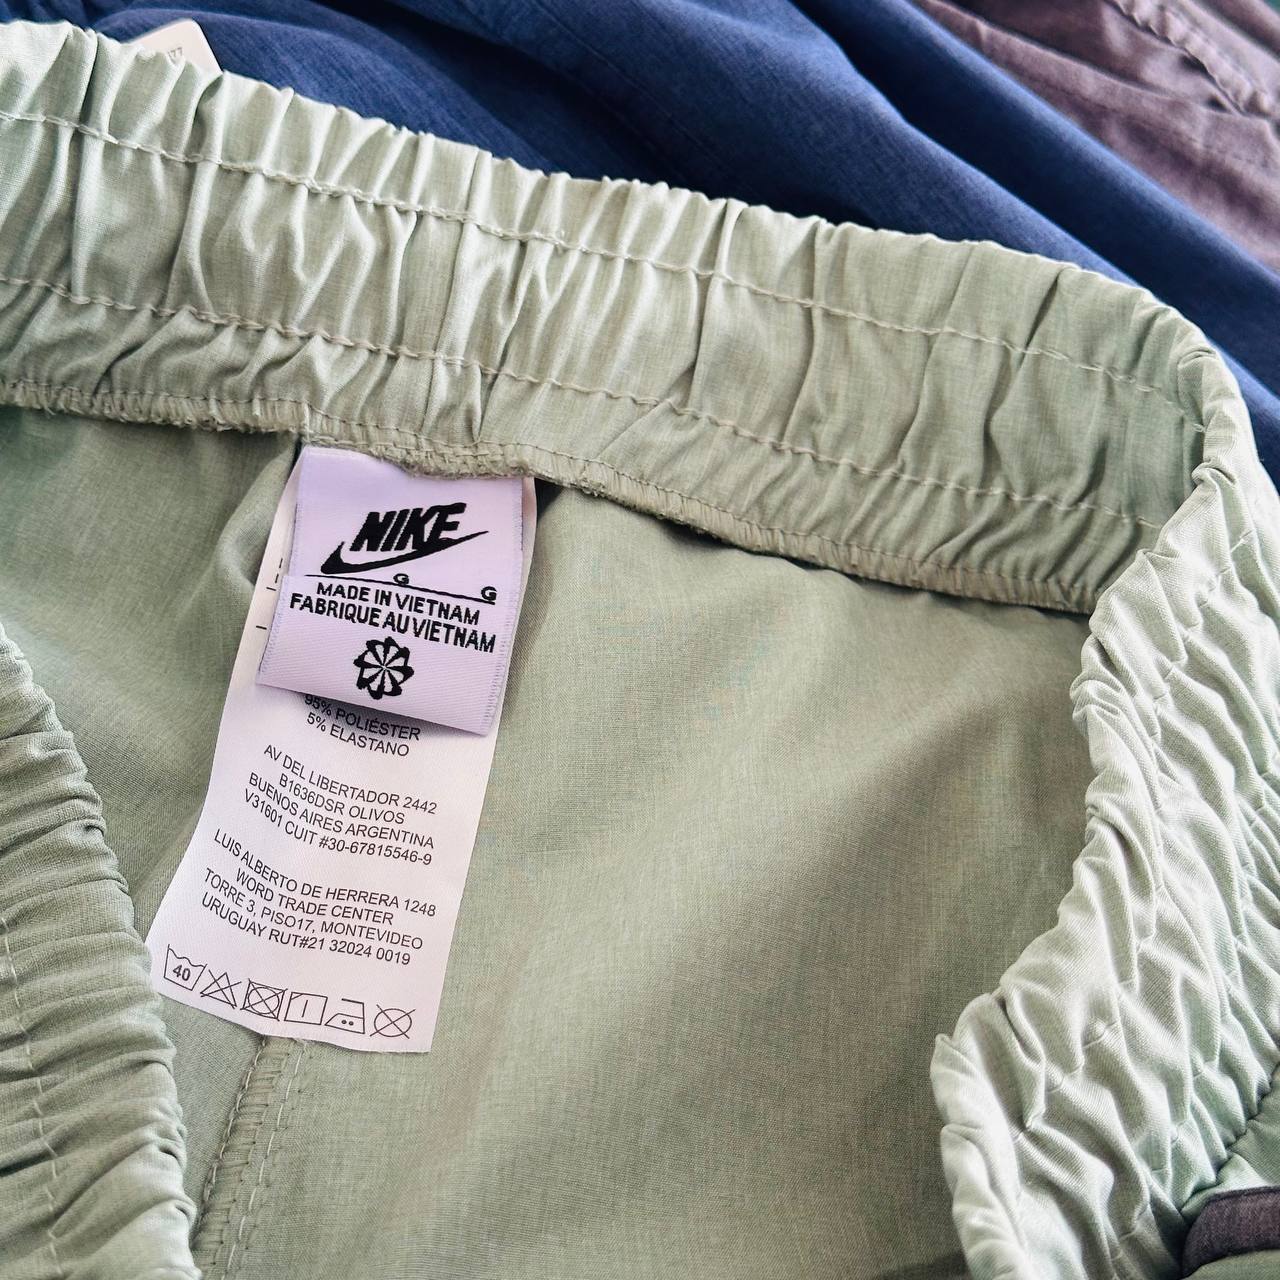 NIKE
G
G
MADE IN VIETNAM
FABRIQUE AU VIETNAM
95% POLIÉSTER
5% ELASTANO
AV DEL LIBERTADOR 2442
B1636DSR OLIVOS
BUENOS AIRES ARGENTINA
V31601 CUIT #30-67815546-9
LUIS ALBERTO DE HERRERA 1248
WORD TRADE CENTER
TORRE 3, PISO17, MONTEVIDEO
URUGUAY RUT#21 32024 0019
40